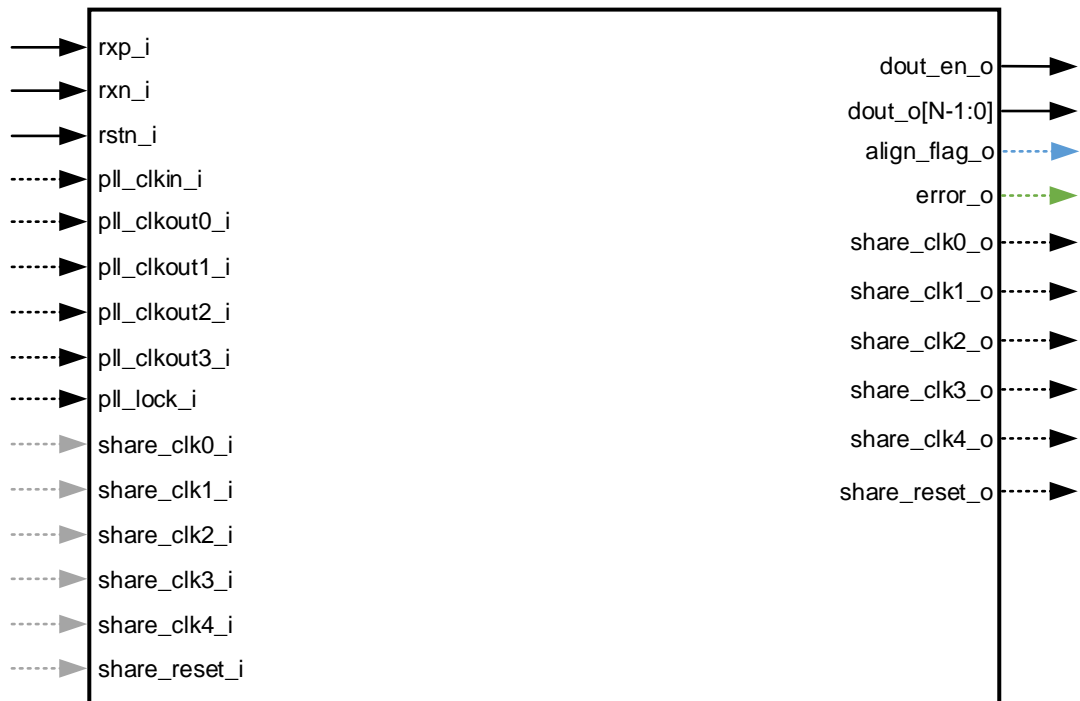 rxp_i
rxn_i
rstn_i
pll_clkin_i
pll_clkout0_i
pll_clkout1_i
pll_clkout2_i
pll_clkout3_i
pll_lock_i
share_clk0_i
share_clk1_i
share_clk2_i
share_clk3_i
share_clk4_i
share_reset_i
dout_en_o
dout_o[N-1:0]
align_flag_o
error_o
share_clk0_o
share_clk1_o
share_clk2_o
share_clk3_o
share_clk4_o
share_reset_o